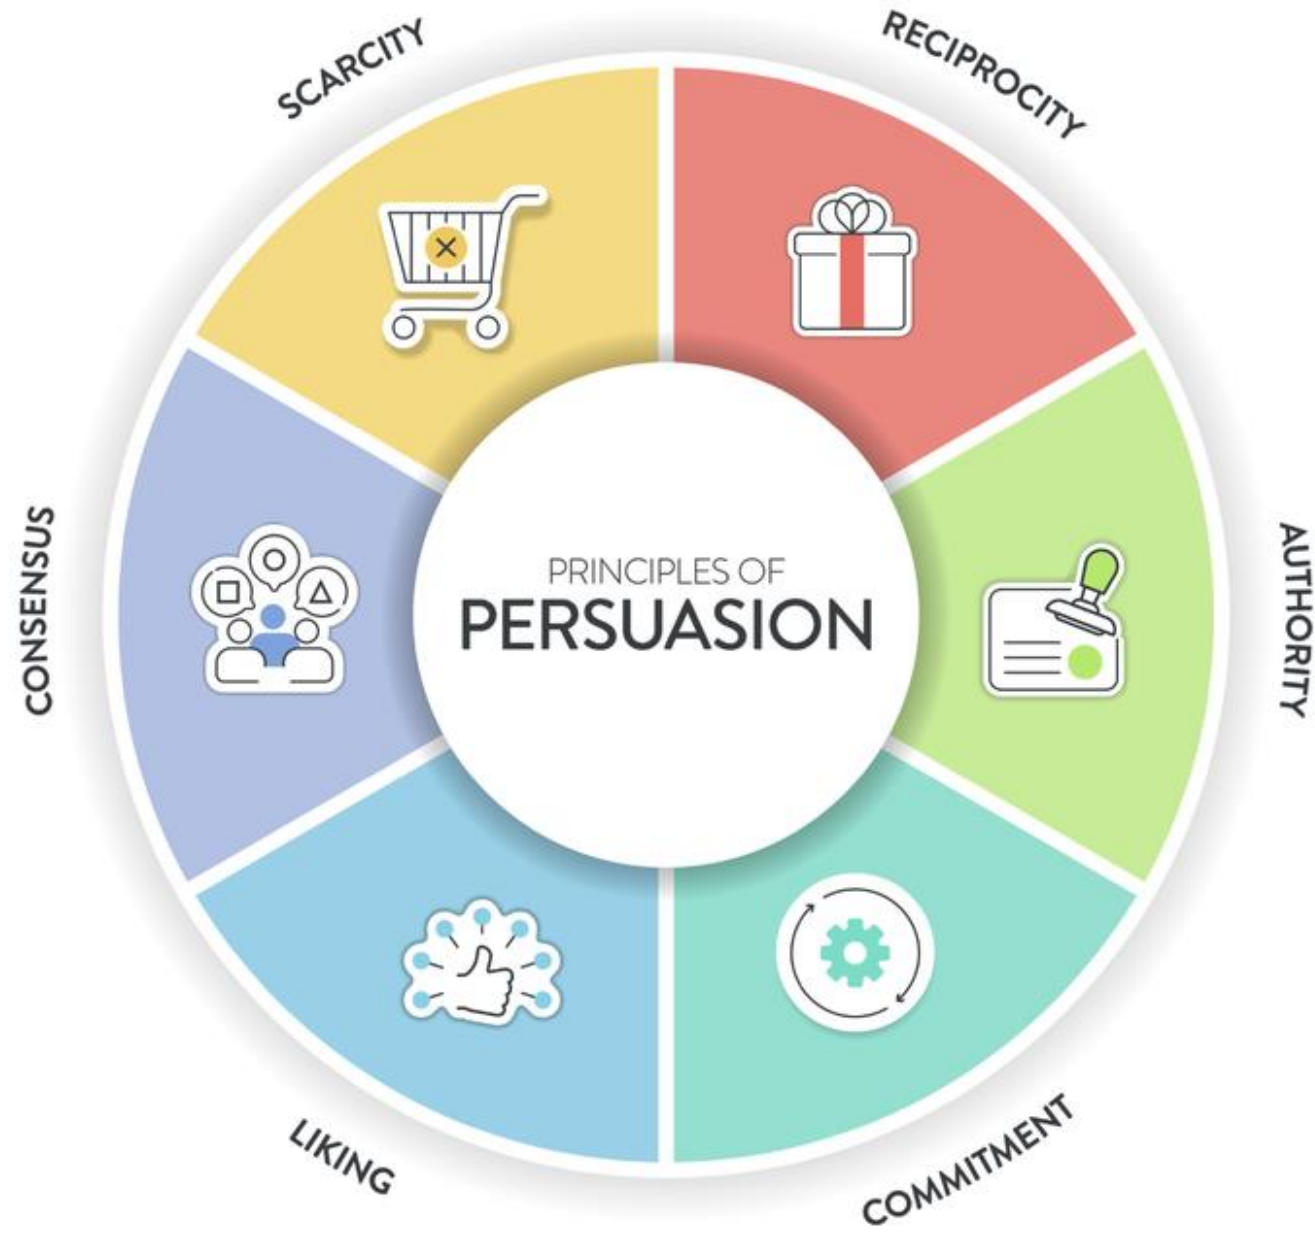 SCARCITY
RECIPROCITY
CONSENSUS
PRINCIPLES OF
PERSUASION
AUTHORITY
LIKING
COMMITMENT